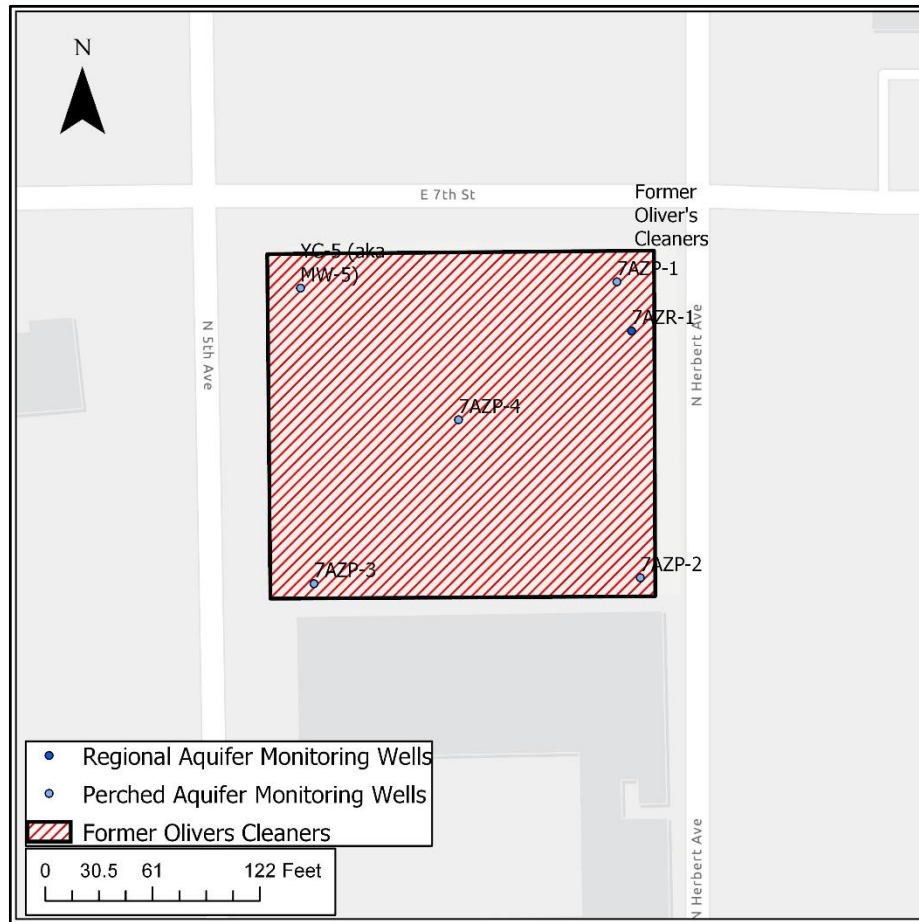 N
E 7th St
Former
Oliver's
Cleaners
YC-5 (aka
MW-5)
7AZP-1
7AZR-1
N 5th Ave
N Herbert Ave
7AZP-4
7AZP-3
7AZP-2
Regional Aquifer Monitoring Wells
Perched Aquifer Monitoring Wells
Former Olivers Cleaners
0 30.5 61 122 Feet
N Herbert Ave